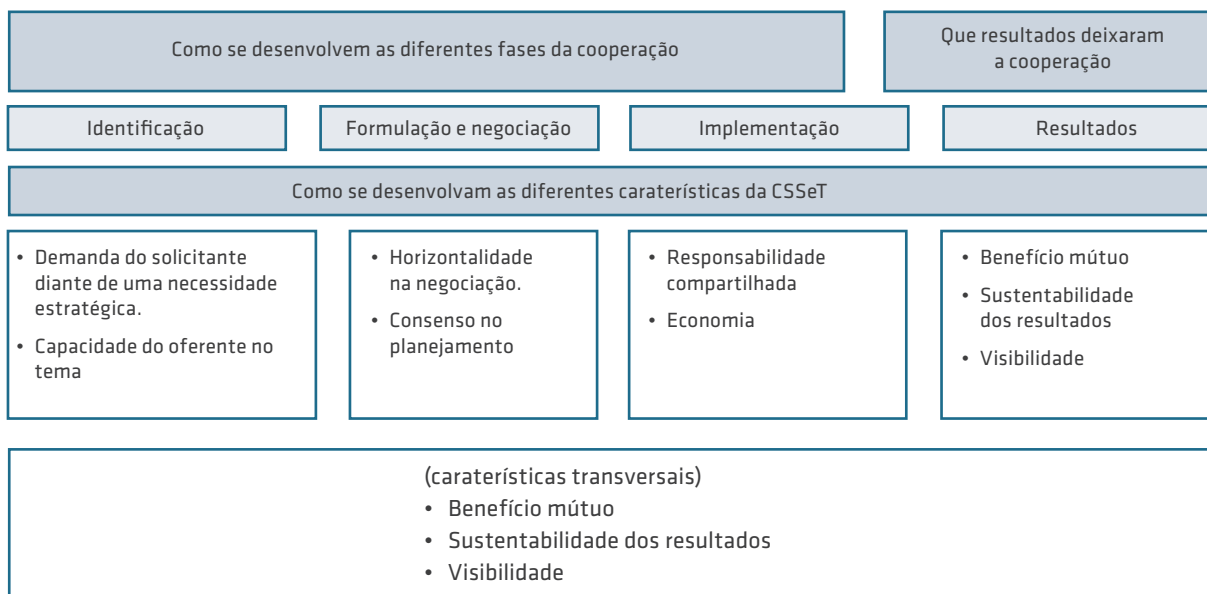 Como se desenvolvem as diferentes fases da cooperação
Que resultados deixaram
a cooperação
Identificação
Formulação e negociação
Implementação
Resultados
Como se desenvolvam as diferentes caraterísticas da CSSeT
• Demanda do solicitante
diante de uma necessidade
estratégica.
• Capacidade do oferente no
tema
• Horizontalidade
na negociação.
• Consenso no
planejamento
• Responsabilidade
compartilhada
• Economia
• Benefício mútuo
• Sustentabilidade
dos resultados
• Visibilidade
(caraterísticas transversais)
• Benefício mútuo
• Sustentabilidade dos resultados
• Visibilidade